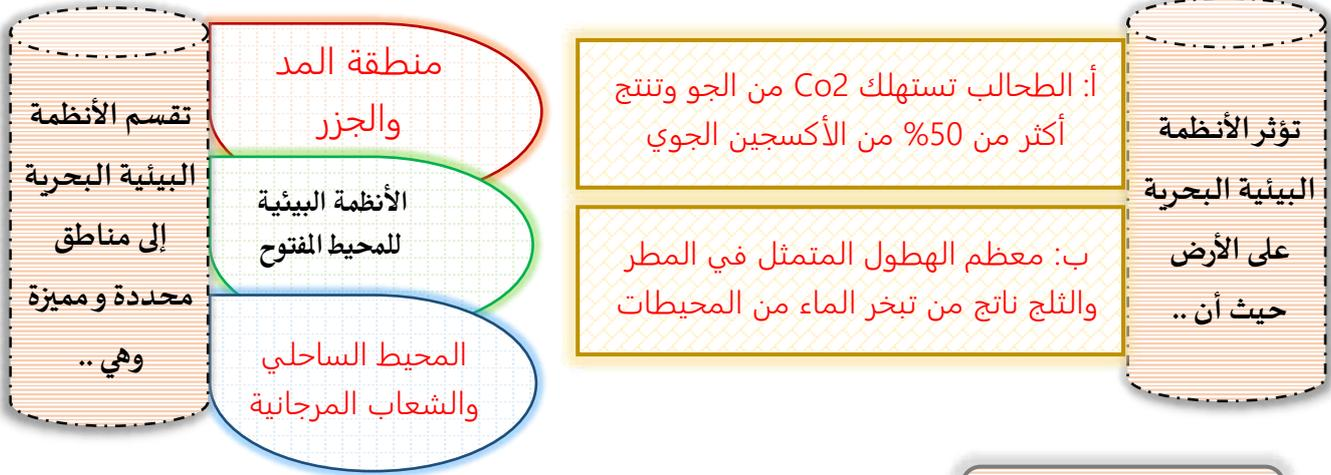 تؤثر الأنظمة
البيئية البحرية
على الأرض
حيث أن ..
أ: الطحالب تستهلك Co2 من الجو وتنتج
أكثر من 50% من الأكسجين الجوي
ب: معظم الهطول المتمثل في المطر
والثلج ناتج من تبخر الماء من المحيطات
تقسم الأنظمة
البيئية البحرية
إلى مناطق
محددة و مميزة
وهي ..
منطقة المد
والجزر
الأنظمة البيئية
للمحيط المفتوح
المحيط الساحلي
والشعاب المرجانية